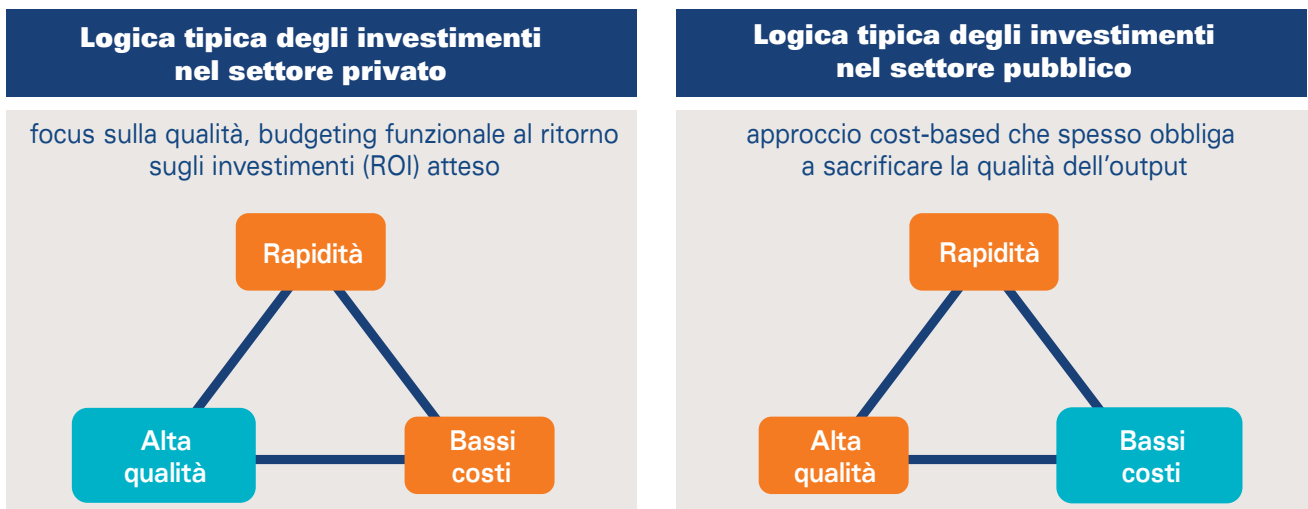 Logica tipica degli investimenti
nel settore privato
focus sulla qualità, budgeting funzionale al ritorno
sugli investimenti (ROI) atteso
Rapidità
Alta
qualità
Bassi
costi
Logica tipica degli investimenti
nel settore pubblico
approccio cost-based che spesso obbliga
a sacrificare la qualità dell’output
Rapidità
Alta
qualità
Bassi
costi